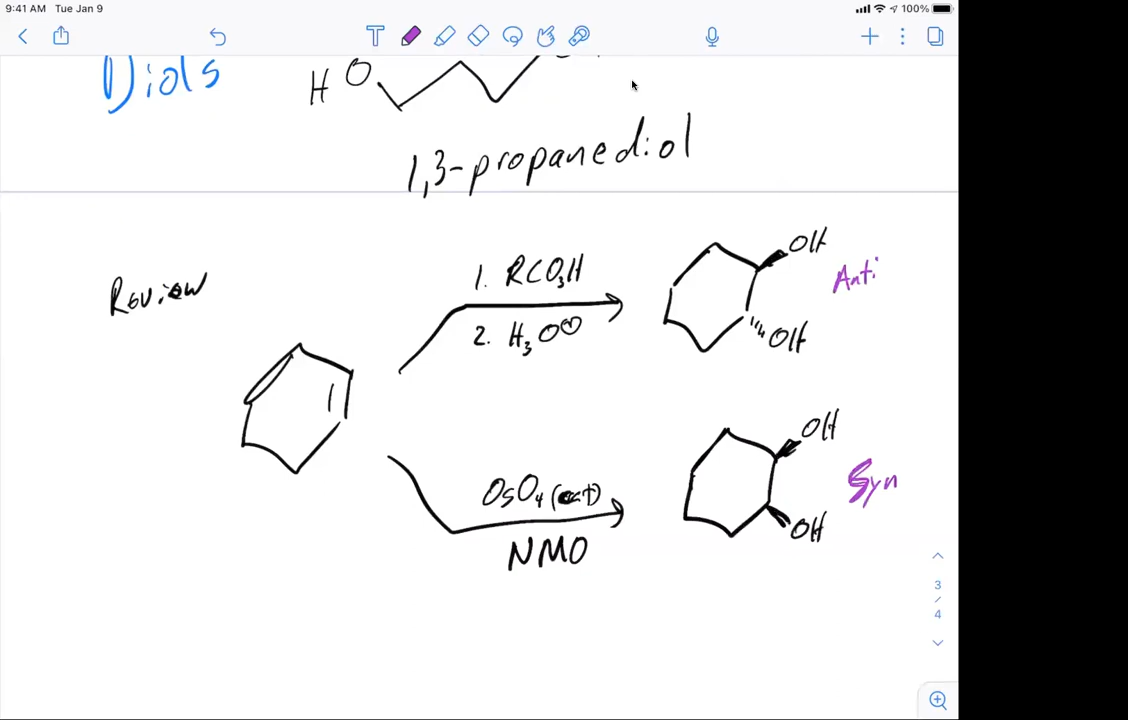 9:41 AM Tue Jan 9
100%
Diols
HO
1,3-propanediol
Review
1. RCO₃H
2. H₃O⊕
OH
OH
Anti
OsO₄ (cat)
NMO
OH
OH
Syn
3
/
4